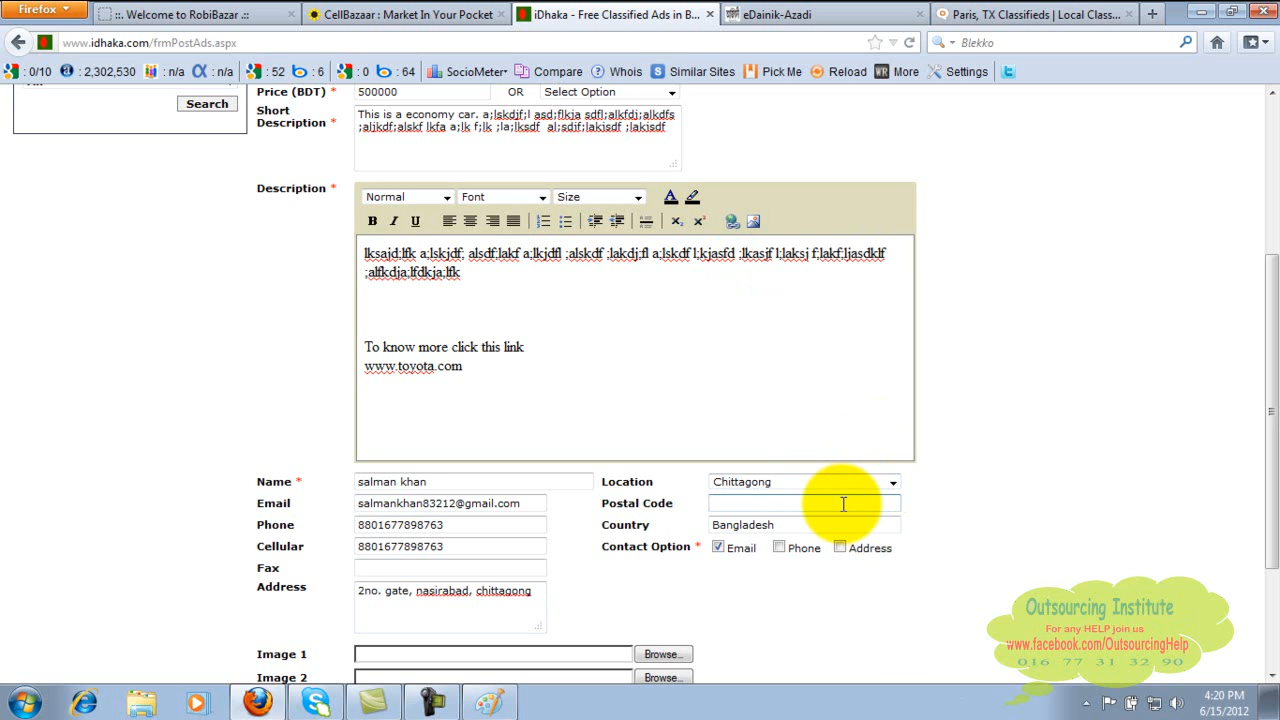 Firefox
::. Welcome to RobiBazar.::
CellBazaar : Market In Your Pocket
iDhaka - Free Classified Ads in B...
eDainik-Azadi
Paris, TX Classifieds | Local Class...
www.idhaka.com/frmPostAds.aspx
Blekko
: 0/10 : 2,302,530 : n/a : n/a : 52 : 6 : 0 : 64 SocioMeter Compare Whois Similar Sites Pick Me Reload More Settings
Search
Price (BDT) * 500000 OR Select Option
Short Description *
This is a economy car. a;lskdjf;l asd;flkja sdfl;alkfdj;alkdfs
;aljkdf;alskf lkfa a;lk f;lk ;la;lksdf al;sdjf;lakjsdf ;lakjsdf
Description *
Normal Font Size
B I U
lksajd;lfk a;lskjdf; alsdf;lakf a;lkjdfl ;alskdf ;lakdj;fl a;lskdf l;kjasfd ;lkasjf l;laksj f;lakf;ljasdklf
;alfkdja;lfdkja;lfk
To know more click this link
www.toyota.com
Name * salman khan Location Chittagong
Email salmankhan83212@gmail.com Postal Code
Phone 8801677898763 Country Bangladesh
Cellular 8801677898763 Contact Option * Email Phone Address
Fax
Address 2no. gate, nasirabad, chittagong
Image 1 Browse...
Image 2 Browse...
Outsourcing Institute
For any HELP join us
www.facebook.com/OutsourcingHelp
016 77 31 32 90
4:20 PM
6/15/2012